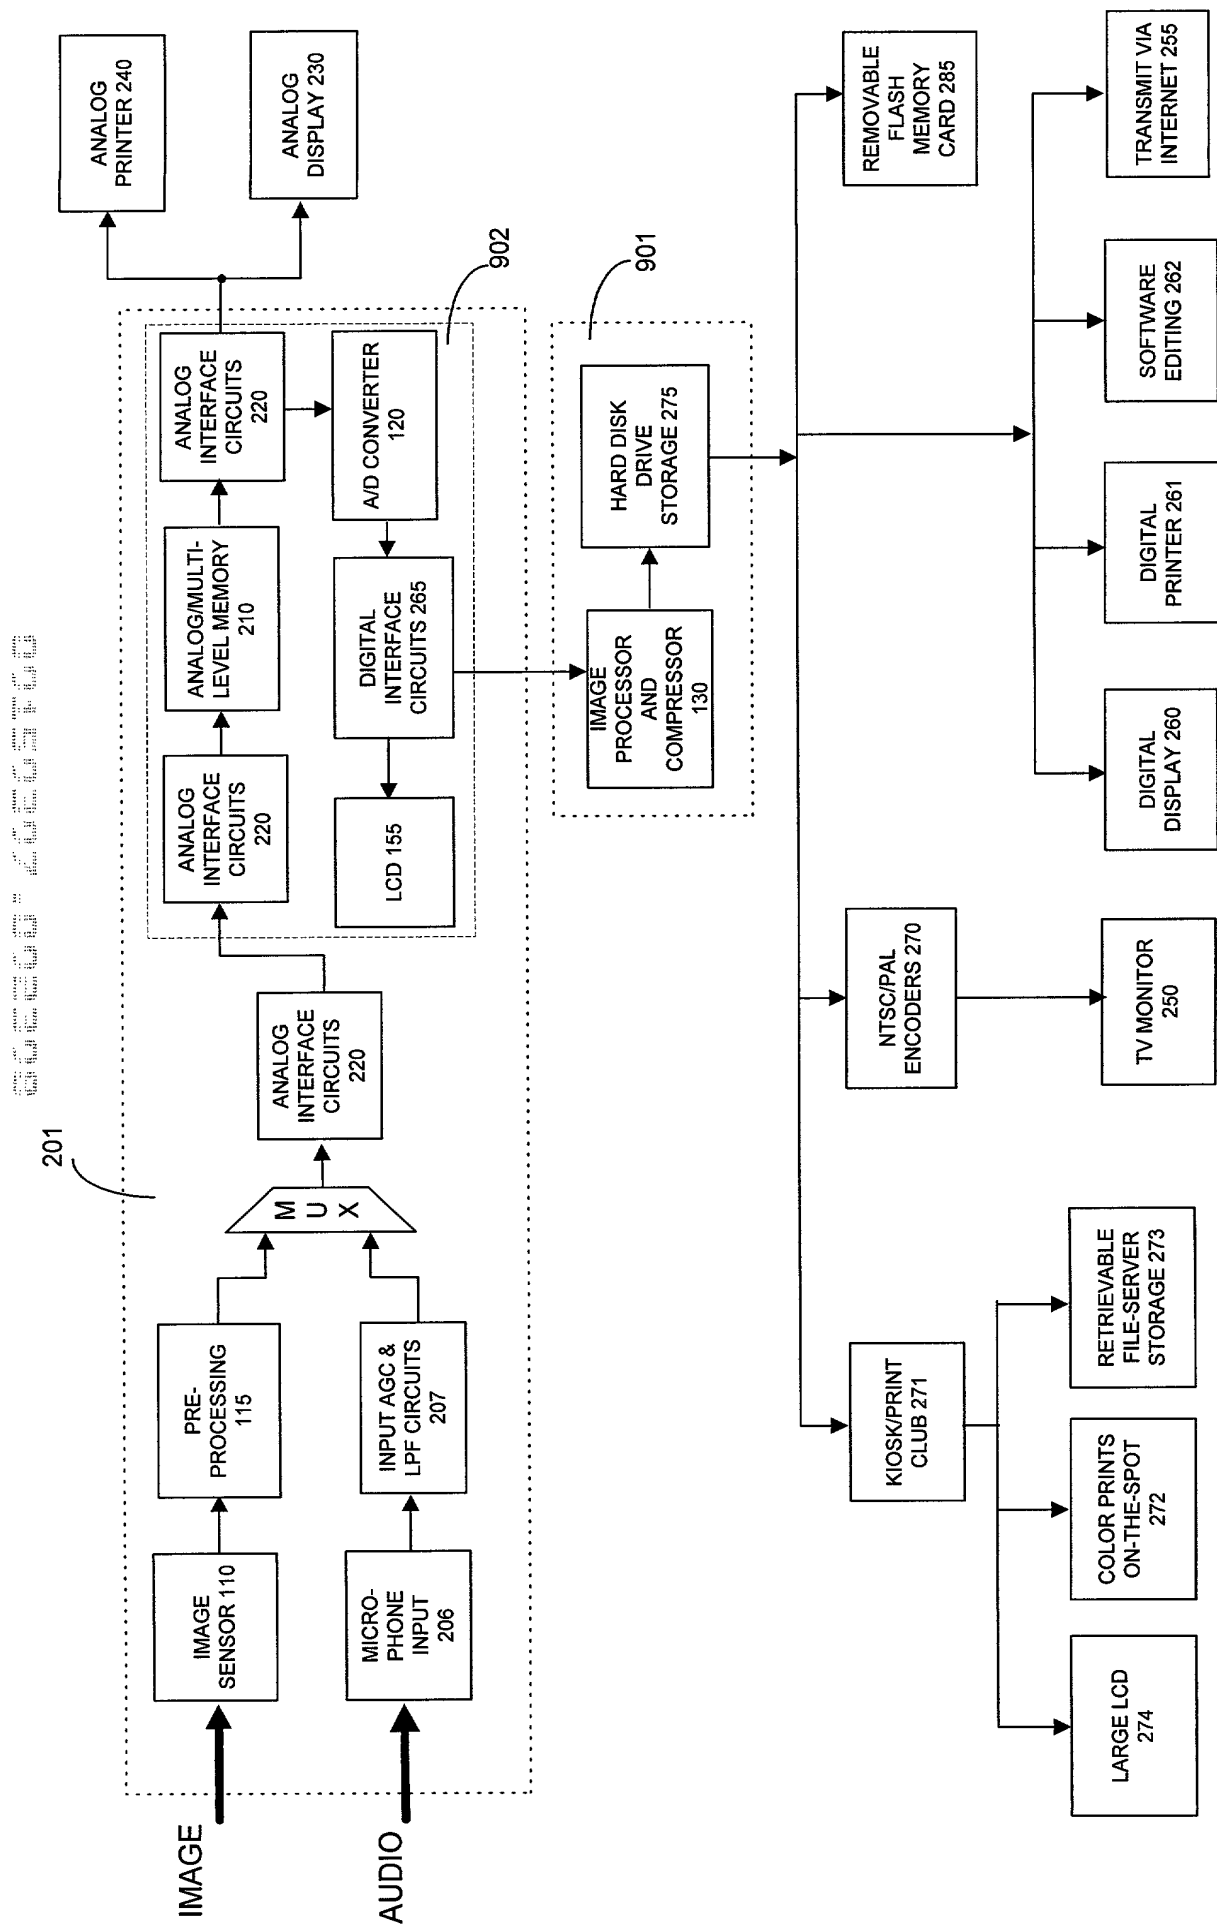 IMAGE
AUDIO
IMAGE
SENSOR 110
PRE-
PROCESSING
115
MICRO-
PHONE
INPUT
206
INPUT AGC &
LPF CIRCUITS
207
201
M
U
X
ANALOG
INTERFACE
CIRCUITS
220
ANALOG
INTERFACE
CIRCUITS
220
ANALOG/MULTI-
LEVEL MEMORY
210
ANALOG
INTERFACE
CIRCUITS
220
LCD 155
DIGITAL
INTERFACE
CIRCUITS 265
A/D CONVERTER
120
902
ANALOG
PRINTER 240
ANALOG
DISPLAY 230
IMAGE
PROCESSOR
AND
COMPRESSOR
130
HARD DISK
DRIVE
STORAGE 275
901
KIOSK/PRINT
CLUB 271
NTSC/PAL
ENCODERS 270
REMOVABLE
FLASH
MEMORY
CARD 285
LARGE LCD
274
COLOR PRINTS
ON-THE-SPOT
272
RETRIEVABLE
FILE-SERVER
STORAGE 273
TV MONITOR
250
DIGITAL
DISPLAY 260
DIGITAL
PRINTER 261
SOFTWARE
EDITING 262
TRANSMIT VIA
INTERNET 255